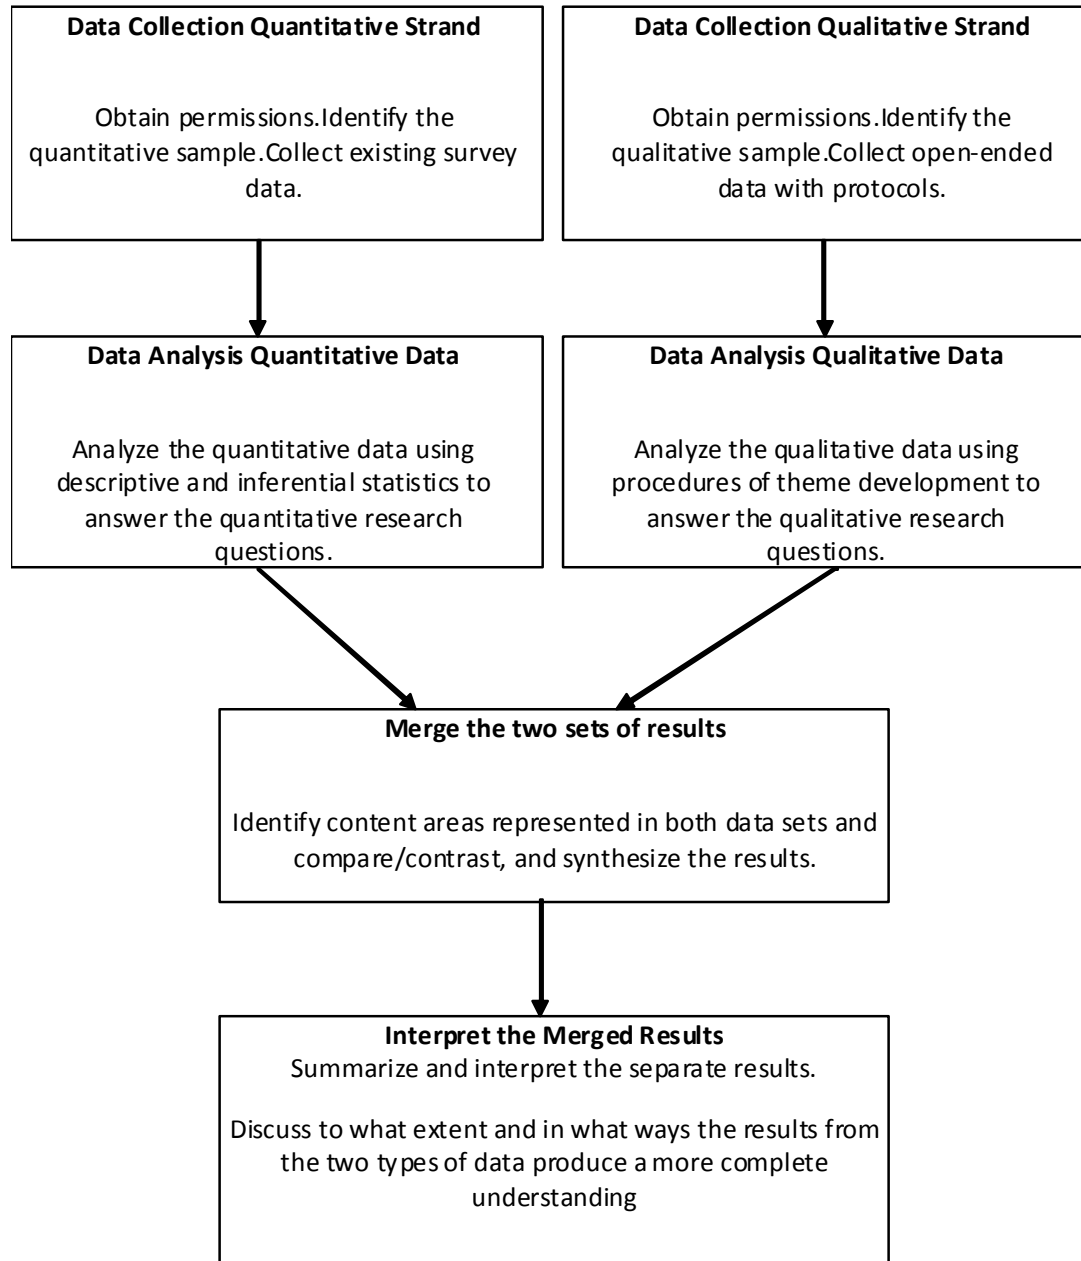 Data Collection Quantitative Strand
Obtain permissions.Identify the
quantitative sample.Collect existing survey
data.
Data Collection Qualitative Strand
Obtain permissions.Identify the
qualitative sample.Collect open-ended
data with protocols.
Data Analysis Quantitative Data
Analyze the quantitative data using
descriptive and inferential statistics to
answer the quantitative research
questions.
Data Analysis Qualitative Data
Analyze the qualitative data using
procedures of theme development to
answer the qualitative research
questions.
Merge the two sets of results
Identify content areas represented in both data sets and
compare/contrast, and synthesize the results.
Interpret the Merged Results
Summarize and interpret the separate results.
Discuss to what extent and in what ways the results from
the two types of data produce a more complete
understanding